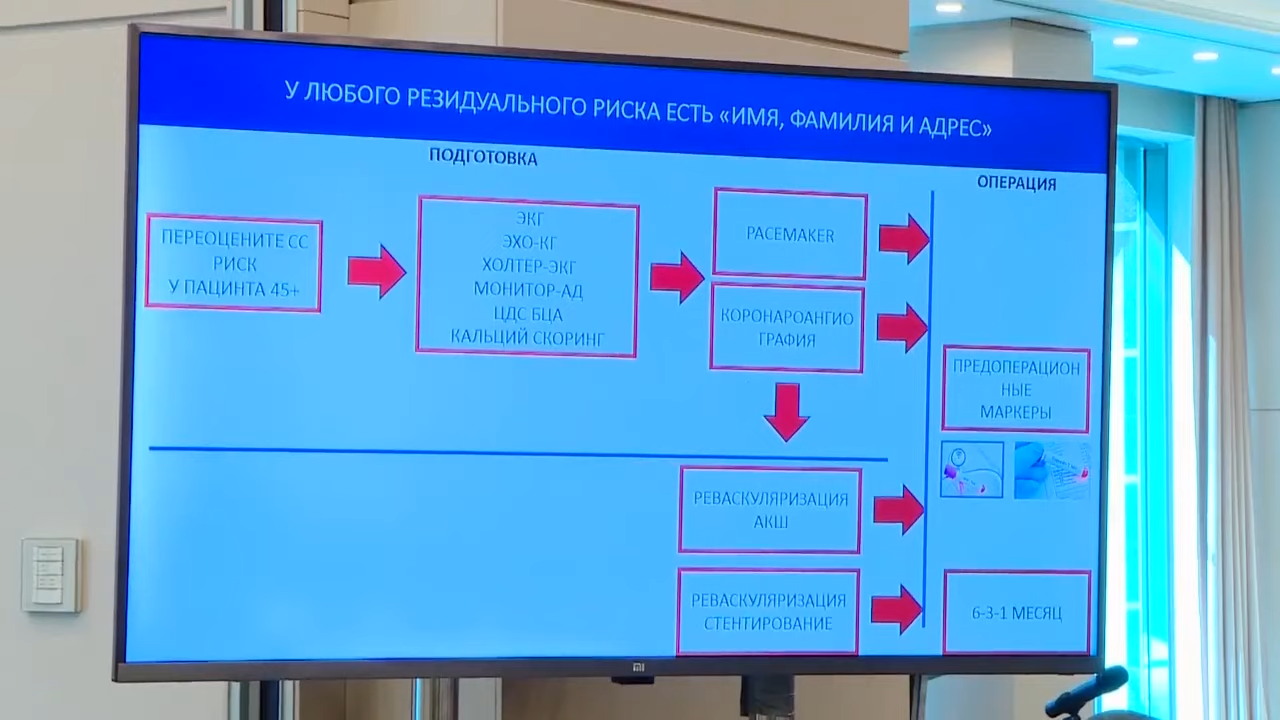 У ЛЮБОГО РЕЗИДУАЛЬНОГО РИСКА ЕСТЬ «ИМЯ, ФАМИЛИЯ И АДРЕС»
ПОДГОТОВКА
ОПЕРАЦИЯ
ПЕРЕОЦЕНИТЕ СС
РИСК
У ПАЦИНТА 45+
ЭКГ
ЭХО-КГ
ХОЛТЕР-ЭКГ
МОНИТОР-АД
ЦДС БЦА
КАЛЬЦИЙ СКОРИНГ
PACEMAKER
КОРОНАРОАНГИО
ГРАФИЯ
ПРЕДОПЕРАЦИОН
НЫЕ
МАРКЕРЫ
РЕВАСКУЛЯРИЗАЦИЯ
АКШ
РЕВАСКУЛЯРИЗАЦИЯ
СТЕНТИРОВАНИЕ
6-3-1 МЕСЯЦ
MI